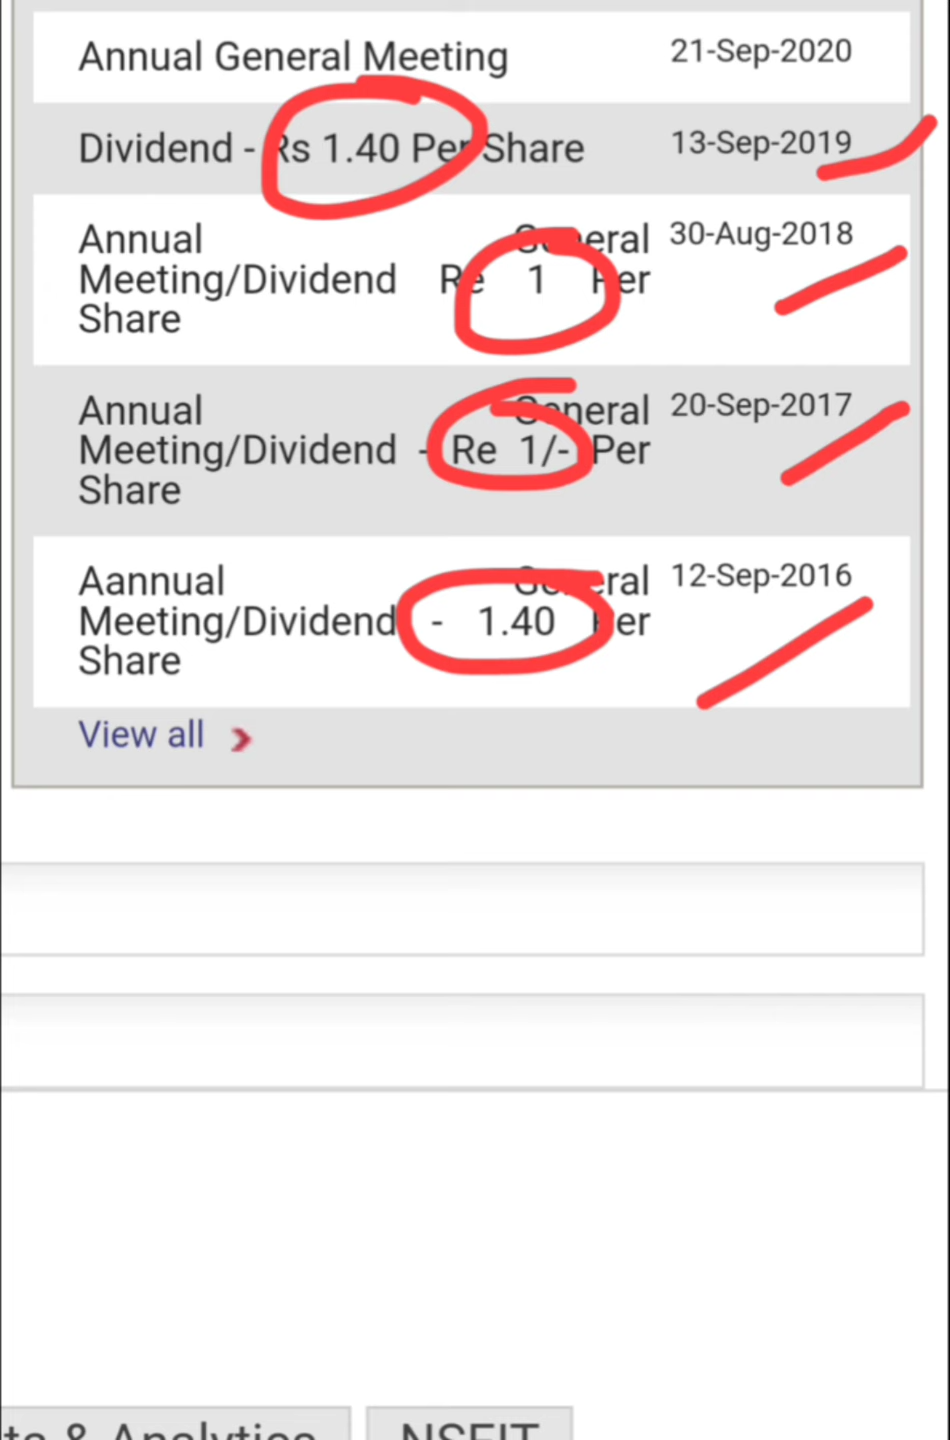 Annual General Meeting 21-Sep-2020
Dividend - Rs 1.40 Per Share 13-Sep-2019
Annual General 30-Aug-2018
Meeting/Dividend Re 1 Per
Share
Annual General 20-Sep-2017
Meeting/Dividend - Re 1/- Per
Share
Aannual General 12-Sep-2016
Meeting/Dividend - 1.40 Per
Share
View all
& Analytics NSEIT